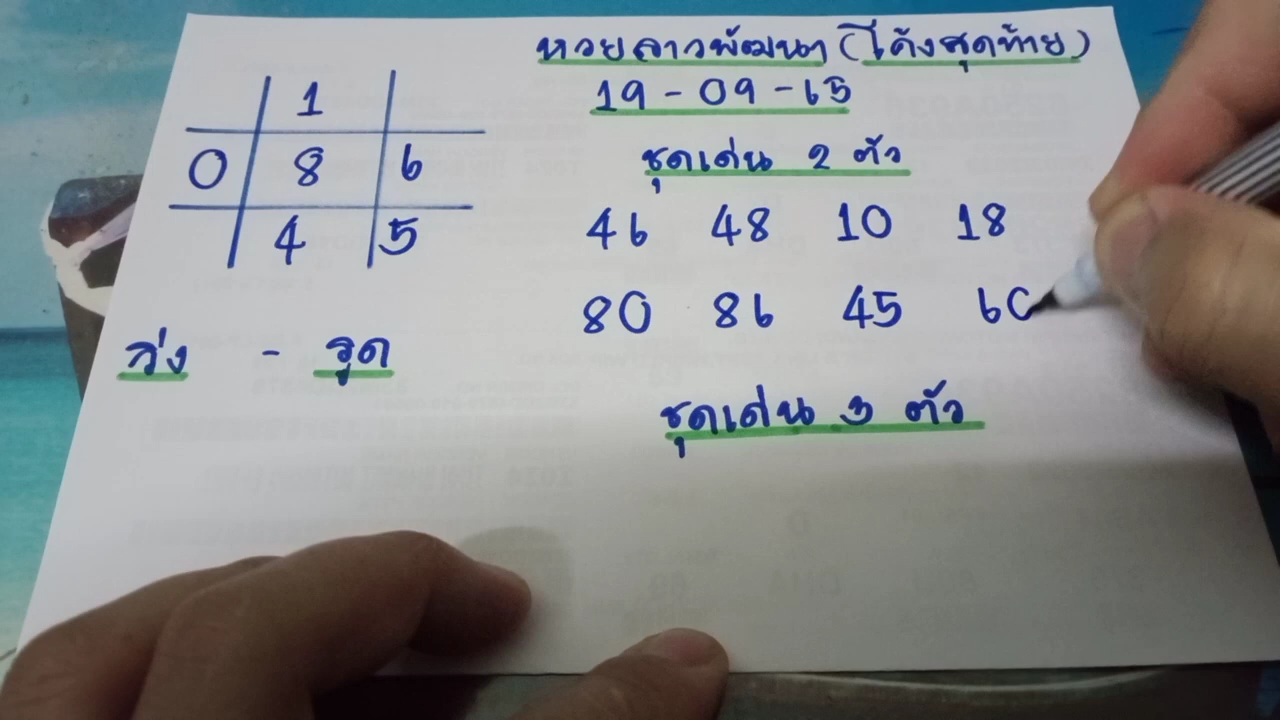 หวยลาวพัฒนา (โค้งสุดท้าย)
19-09-65
1
0 8 6
4 5
ชุดเด่น 2 ตัว
46 48 10 18
80 86 45 60
วิ่ง - รูด
ชุดเด่น 3 ตัว